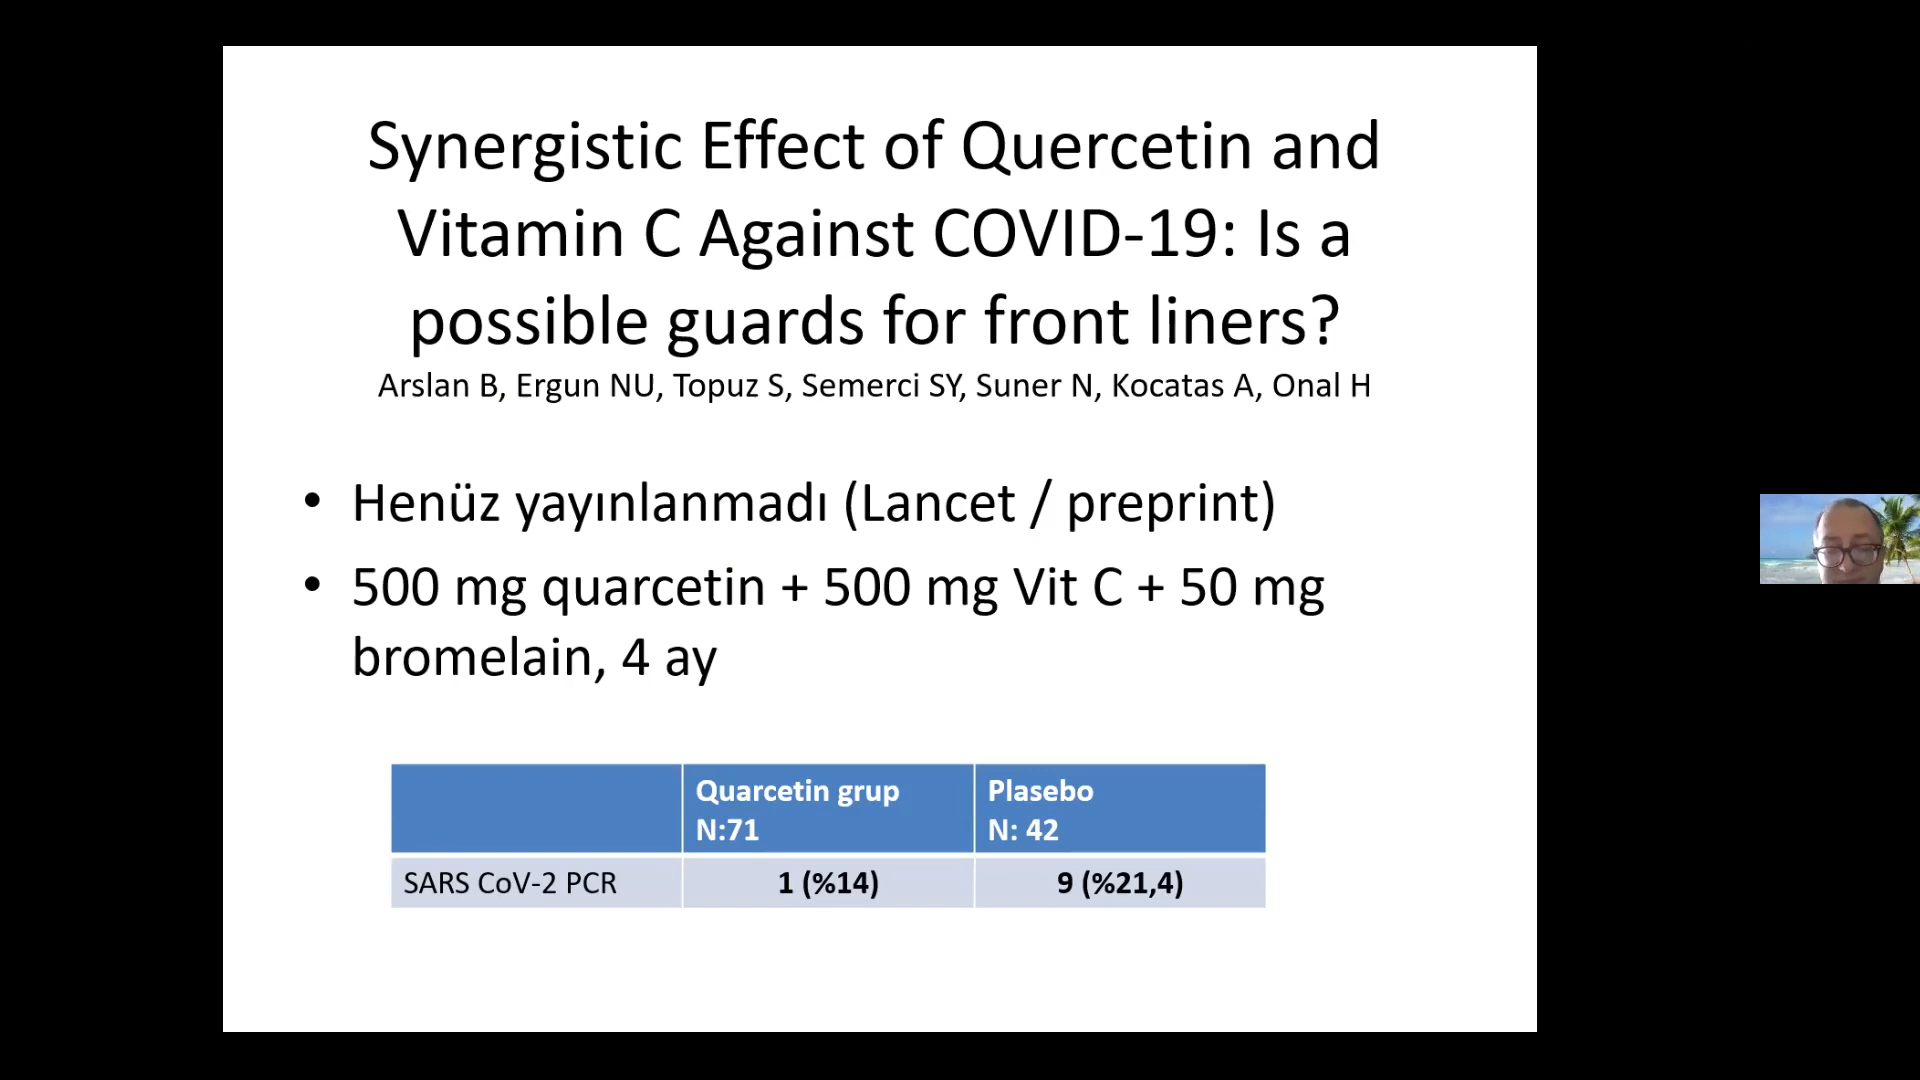 Synergistic Effect of Quercetin and
Vitamin C Against COVID-19: Is a
possible guards for front liners?
Arslan B, Ergun NU, Topuz S, Semerci SY, Suner N, Kocatas A, Onal H
• Henüz yayınlanmadı (Lancet / preprint)
• 500 mg quarcetin + 500 mg Vit C + 50 mg
bromelain, 4 ay
Quarcetin grup
N:71
Plasebo
N: 42
SARS CoV-2 PCR
1 (%14)
9 (%21,4)